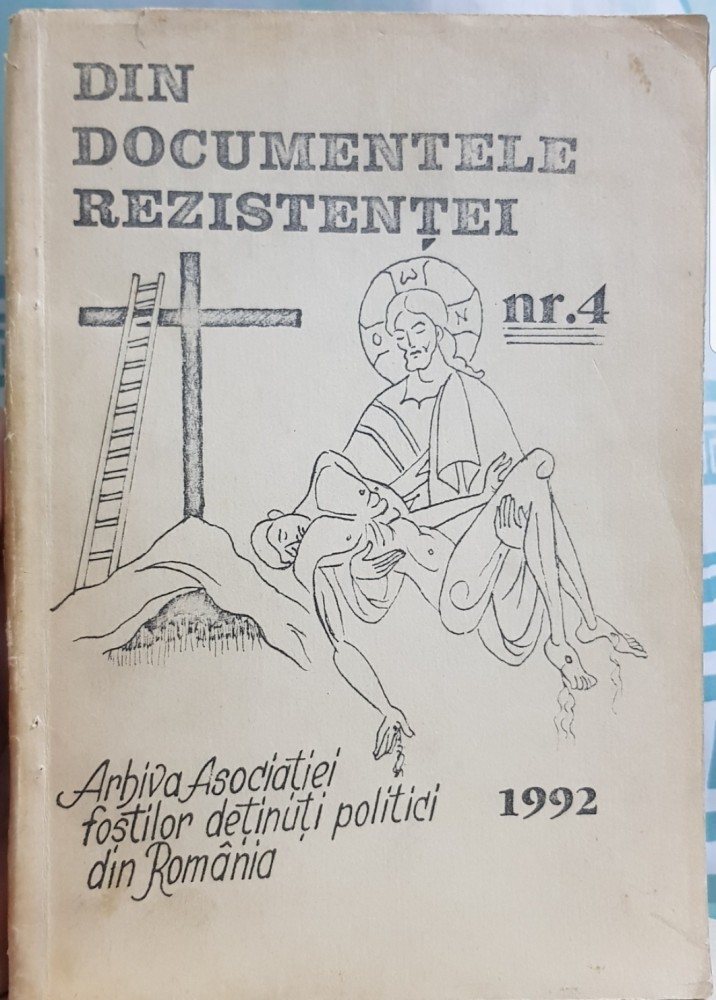 DIN
DOCUMENTELE
REZISTENȚEI
nr.4
O ω N
Arhiva Asociației
foștilor deținuți politici
din România
1992